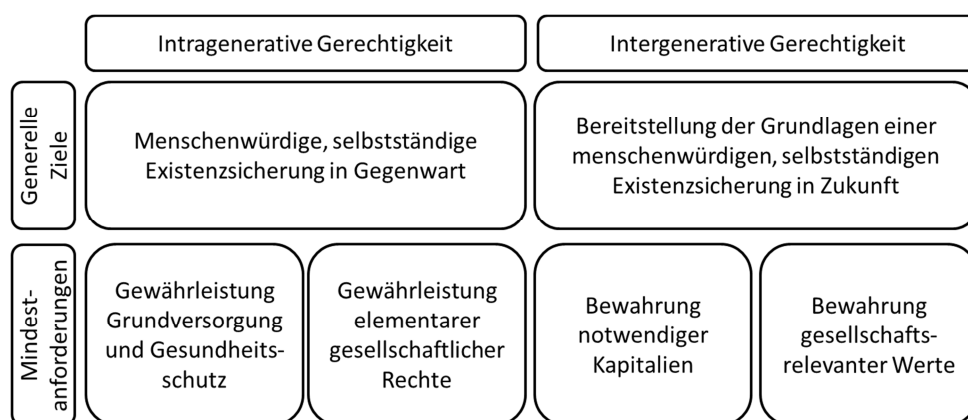 Intragenerative Gerechtigkeit
Intergenerative Gerechtigkeit
Generelle
Ziele
Menschenwürdige, selbstständige
Existenzsicherung in Gegenwart
Bereitstellung der Grundlagen einer
menschenwürdigen, selbstständigen
Existenzsicherung in Zukunft
Mindest-
anforderungen
Gewährleistung
Grundversorgung
und Gesundheits-
schutz
Gewährleistung
elementarer
gesellschaftlicher
Rechte
Bewahrung
notwendiger
Kapitalien
Bewahrung
gesellschafts-
relevanter Werte